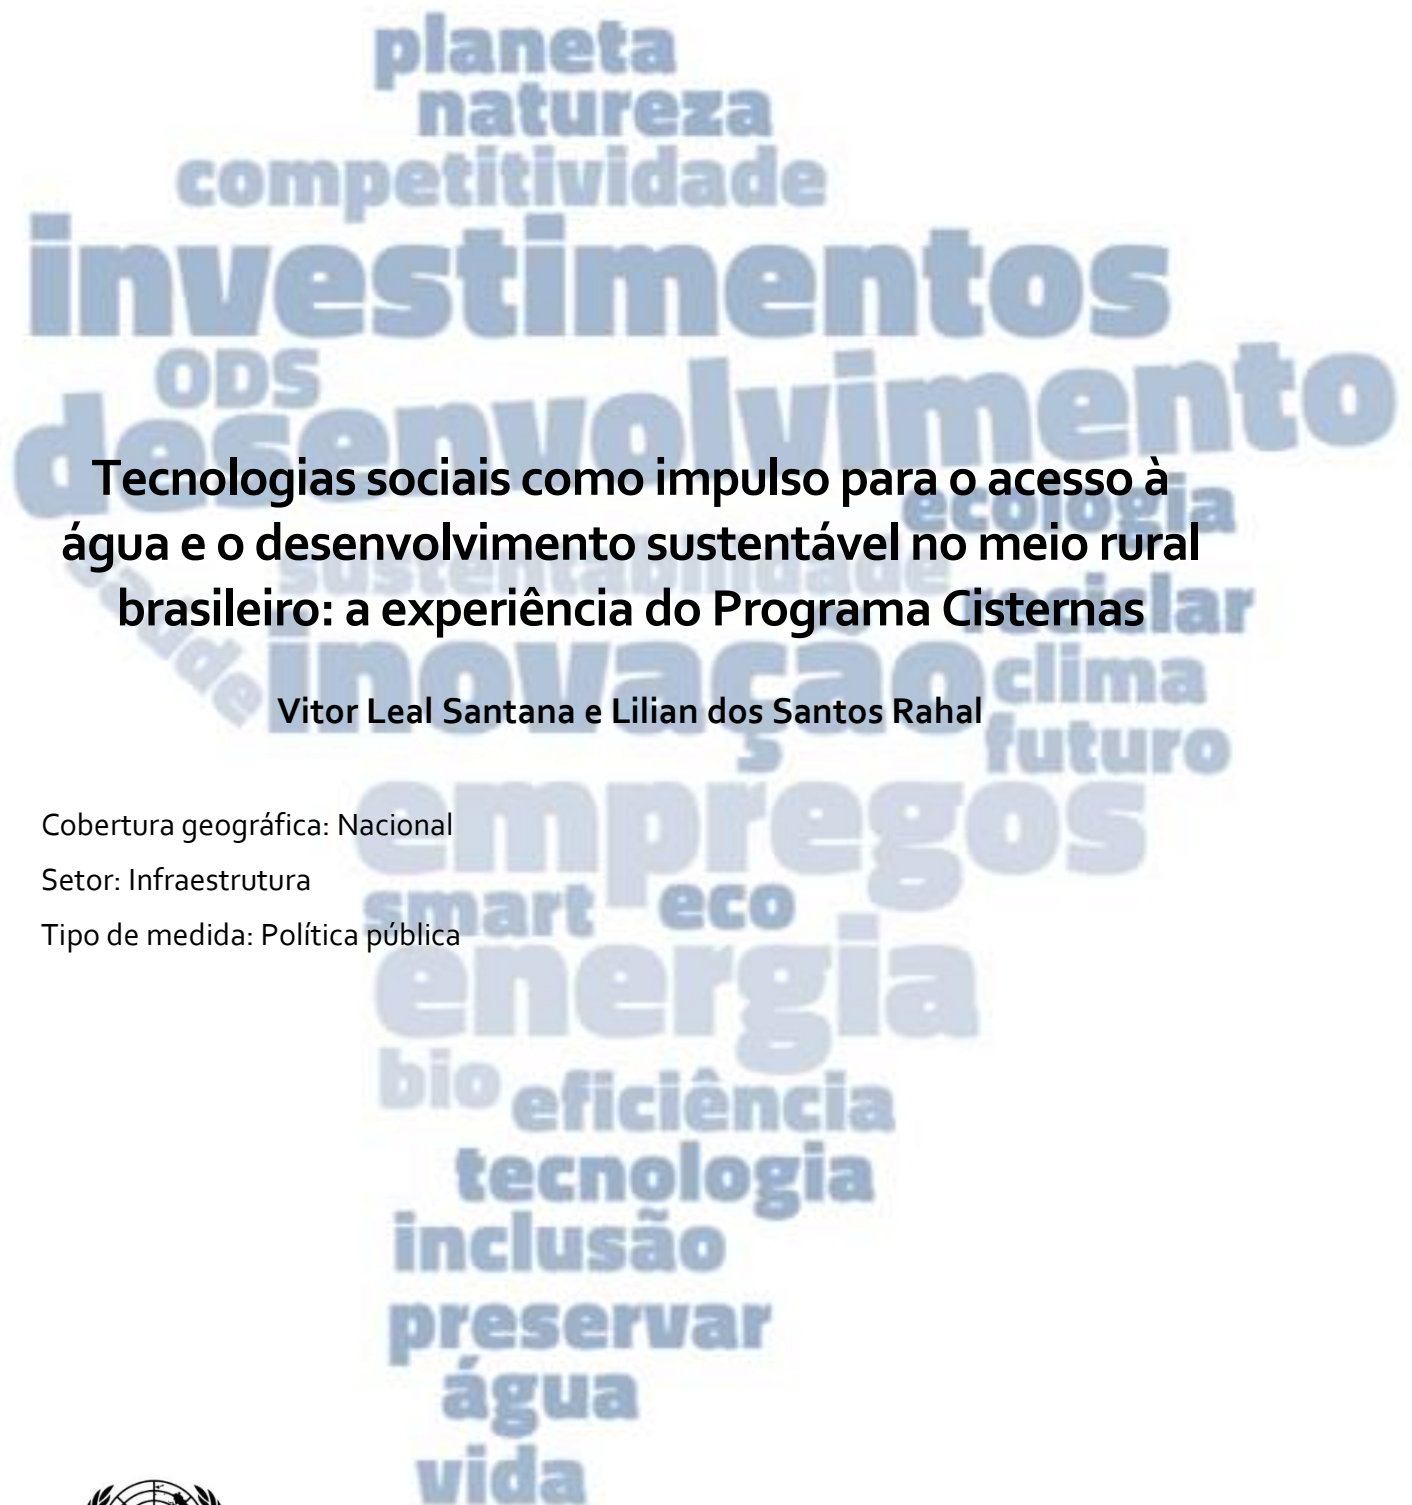 planeta
natureza
competitividade
investimentos
ODS
desenvolvimento
Tecnologias sociais como impulso para o acesso à
ecologia
água e o desenvolvimento sustentável no meio rural
sustentabilidade
brasileiro: a experiência do Programa Cisternas
reciclar
saúde
inovação
clima
Vitor Leal Santana e Lilian dos Santos Rahal
futuro
empregos
Cobertura geográfica: Nacional
Setor: Infraestrutura
smart eco
Tipo de medida: Política pública
energia
bio
eficiência
tecnologia
inclusão
preservar
água
vida